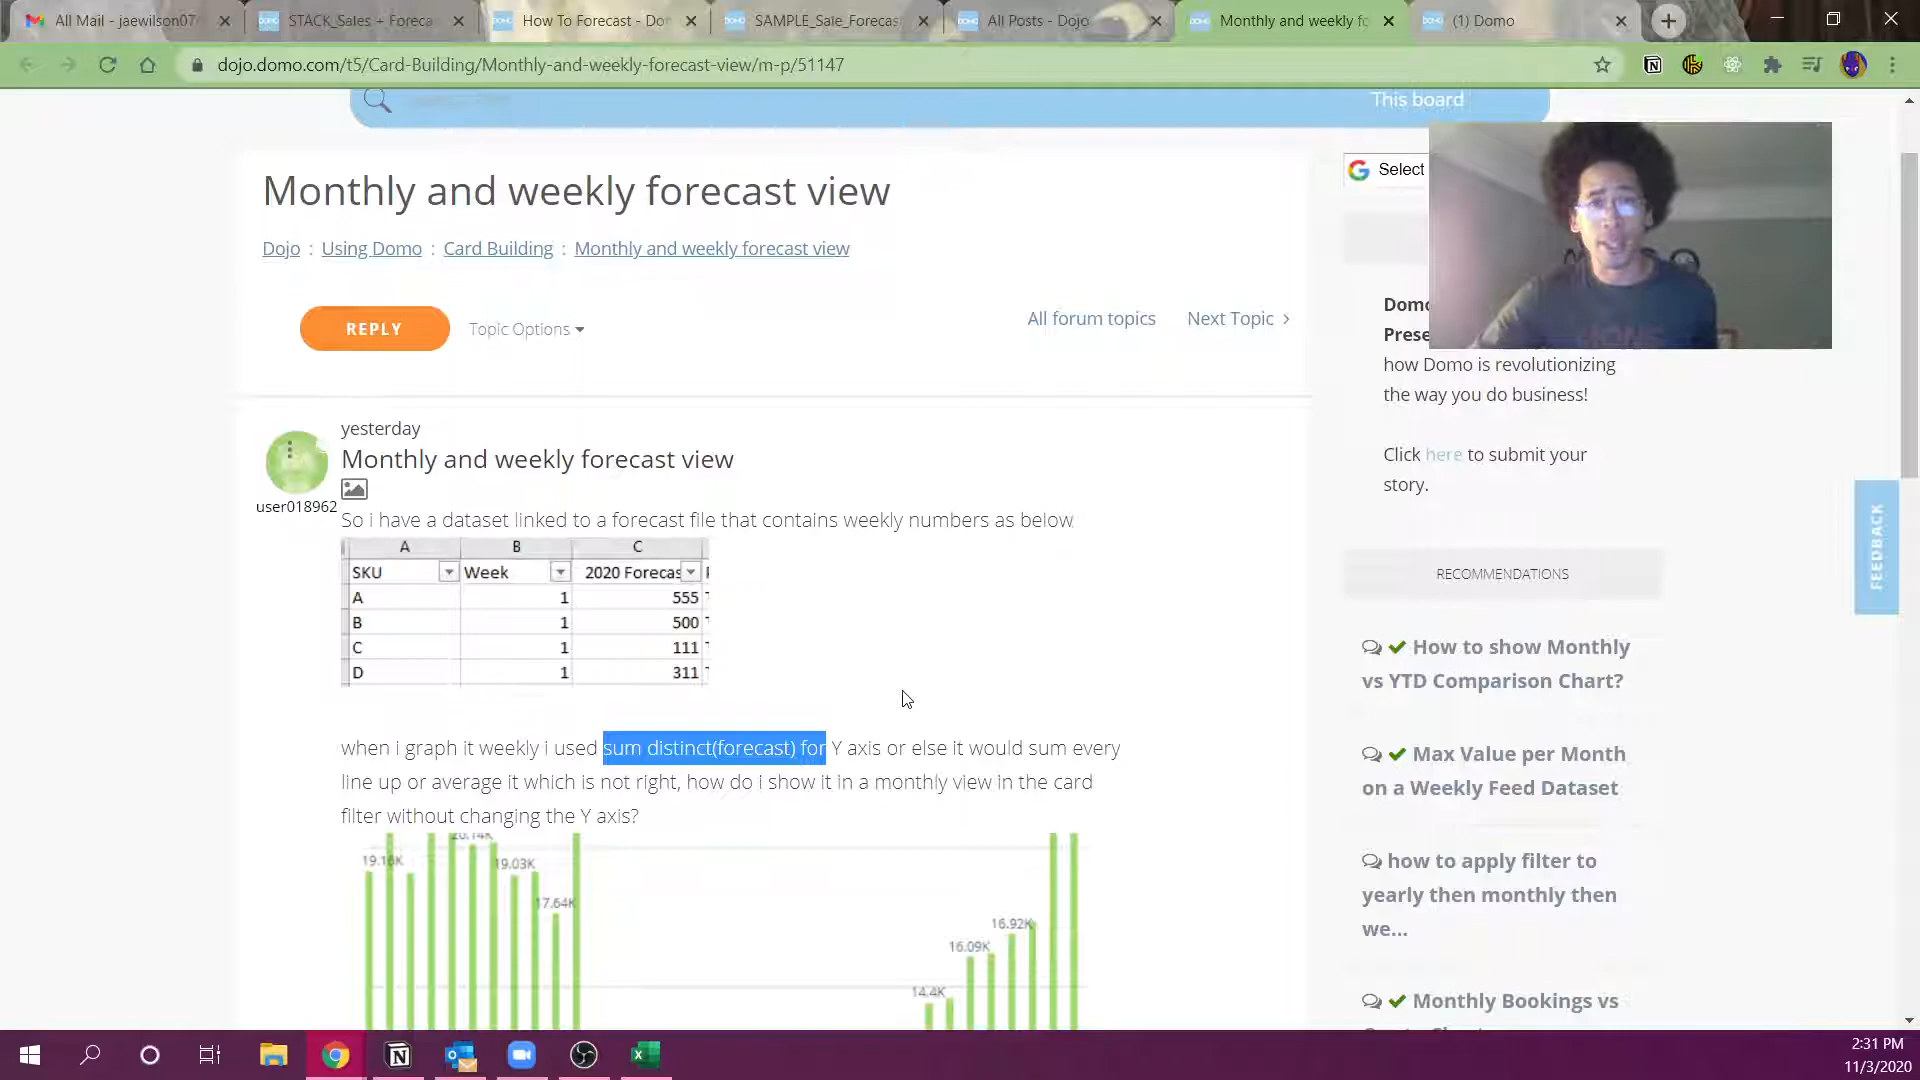 All Mail - jaewilson07
STACK_Sales + Foreca
How To Forecast - Do
SAMPLE_Sale_Forecas
All Posts - Dojo
Monthly and weekly fo
(1) Domo
dojo.domo.com/t5/Card-Building/Monthly-and-weekly-forecast-view/m-p/51147
This board
Select
Monthly and weekly forecast view
Dojo : Using Domo : Card Building : Monthly and weekly forecast view
REPLY
Topic Options
All forum topics
Next Topic
Domo
Prese
how Domo is revolutionizing
the way you do business!
Click here to submit your
story.
FEEDBACK
yesterday
Monthly and weekly forecast view
user018962
So i have a dataset linked to a forecast file that contains weekly numbers as below
A B C
SKU Week 2020 Forecas
A 1 555
B 1 500
C 1 111
D 1 311
when i graph it weekly i used sum distinct(forecast) for Y axis or else it would sum every
line up or average it which is not right, how do i show it in a monthly view in the card
filter without changing the Y axis?
19.16K
20.14K
19.03K
17.64K
14.4K
16.09K
16.92K
RECOMMENDATIONS
How to show Monthly
vs YTD Comparison Chart?
Max Value per Month
on a Weekly Feed Dataset
how to apply filter to
yearly then monthly then
we...
Monthly Bookings vs
2:31 PM
11/3/2020